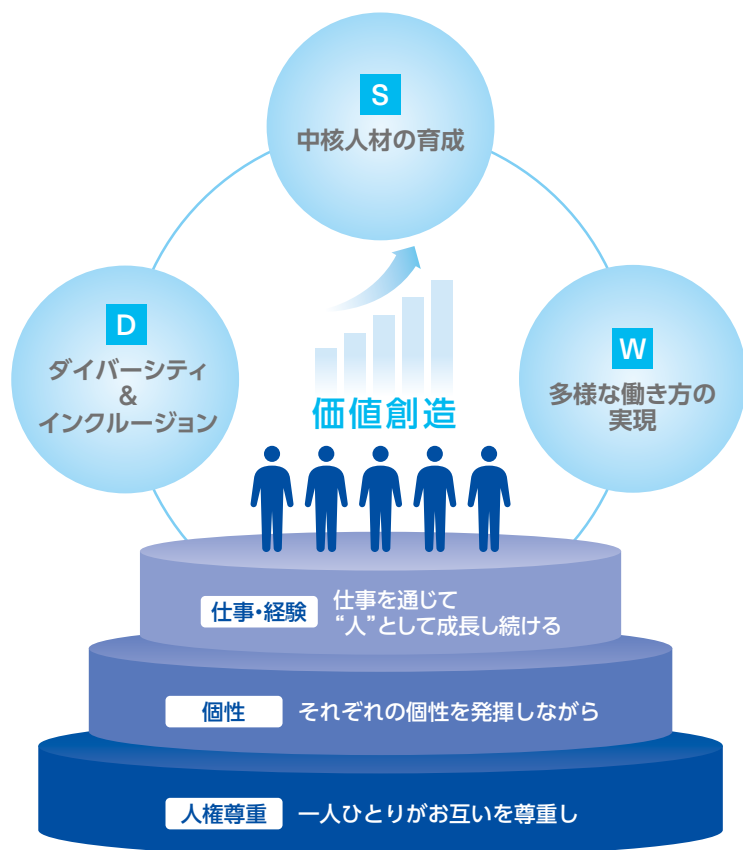 S
中核人材の育成
D
ダイバーシティ
&
インクルージョン
W
多様な働き方の
実現
価値創造
仕事・経験
仕事を通じて
“人”として成長し続ける
個性
それぞれの個性を発揮しながら
人権尊重
一人ひとりがお互いを尊重し